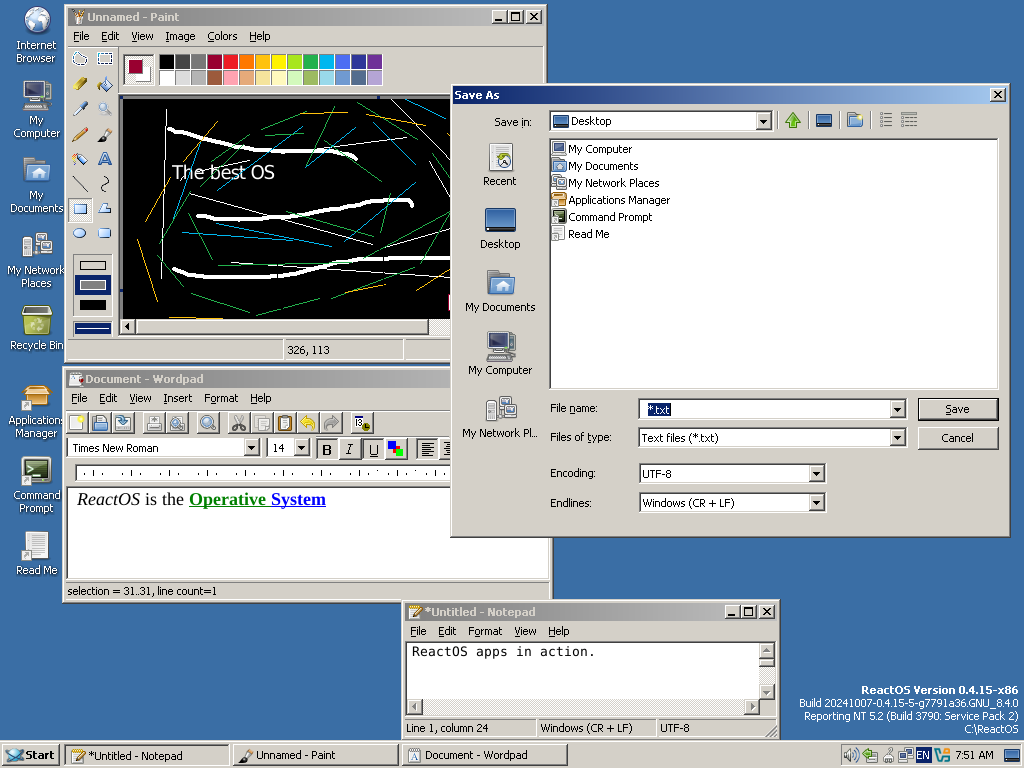 Internet
Browser
My
Computer
My
Documents
My Network
Places
Recycle Bin
Applications
Manager
Command
Prompt
Read Me
Unnamed - Paint
File Edit View Image Colors Help
The best OS
326, 113
Document - Wordpad
File Edit View Insert Format Help
Times New Roman 14 B I U
ReactOS is the Operative System
selection = 31..31, line count=1
Save As
Save in: Desktop
Recent
Desktop
My Documents
My Computer
My Network Pl...
My Computer
My Documents
My Network Places
Applications Manager
Command Prompt
Read Me
File name: *.txt Save
Files of type: Text files (*.txt) Cancel
Encoding: UTF-8
Endlines: Windows (CR + LF)
*Untitled - Notepad
File Edit Format View Help
ReactOS apps in action.
Line 1, column 24 Windows (CR + LF) UTF-8
ReactOS Version 0.4.15-x86
Build 20241007-0.4.15-5-g7791a36.GNU_8.4.0
Reporting NT 5.2 (Build 3790: Service Pack 2)
C:\ReactOS
Start *Untitled - Notepad Unnamed - Paint Document - Wordpad EN 7:51 AM